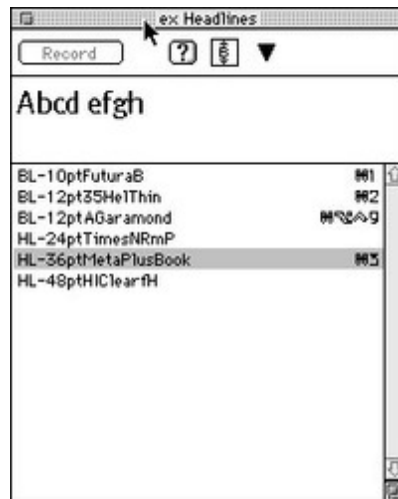 ex Headlines
Record ?
Abcd efgh
BL-10ptFuturaB ⌘1
BL-12pt35HelThin ⌘2
BL-12ptAGaramond ⌘⌥⇧^9
HL-24ptTimesNRmP
HL-36ptMetaPlusBook ⌘3
HL-48ptHIClearfH